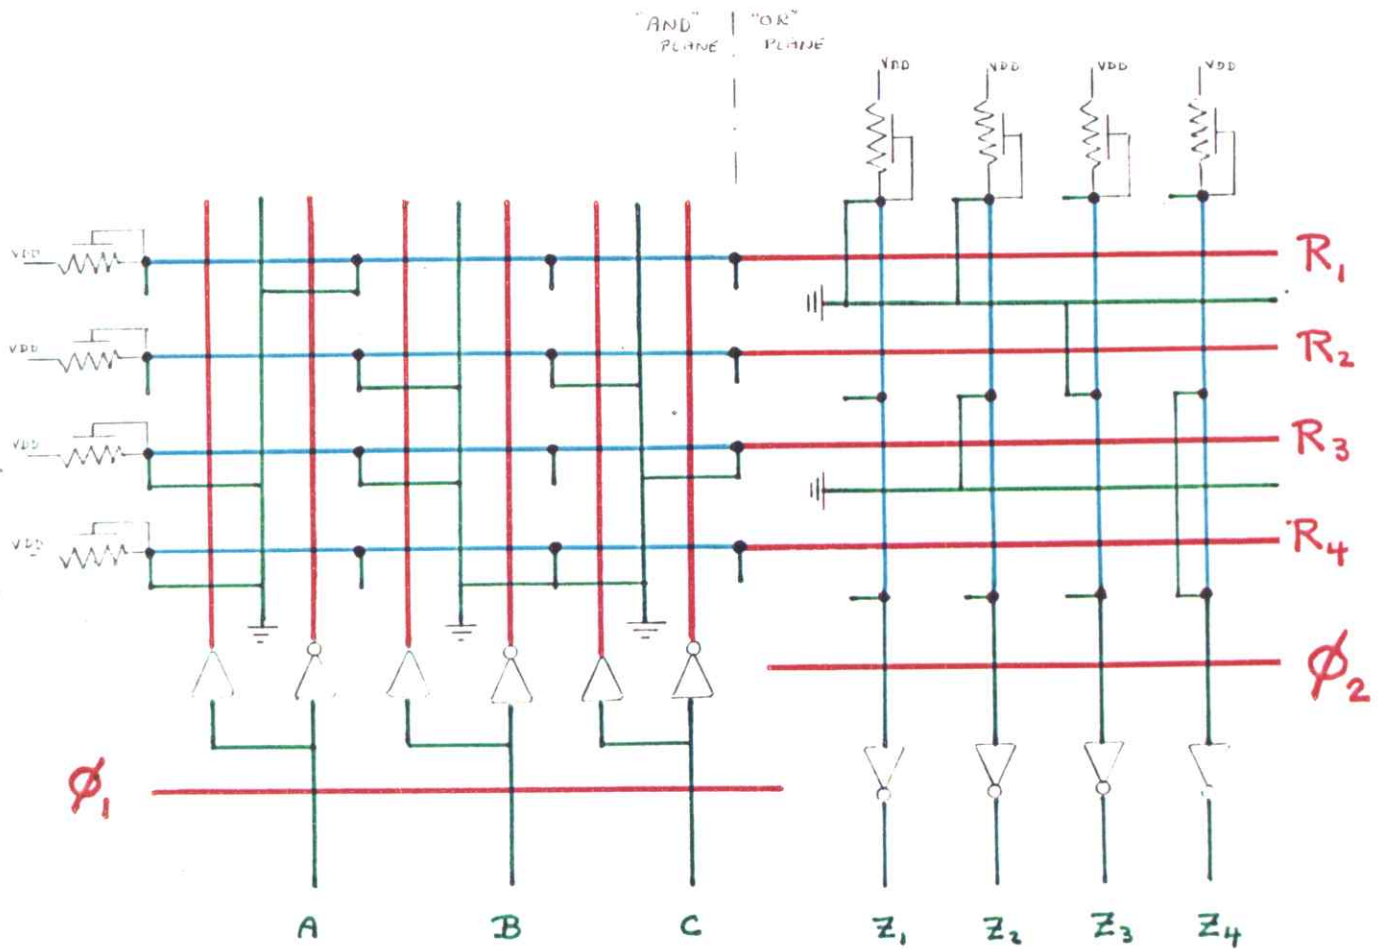 "AND" PLANE
"OR" PLANE
VDD
VDD
VDD
VDD
VDD
R1
VDD
R2
VDD
R3
VDD
R4
φ2
φ1
A
B
C
Z1
Z2
Z3
Z4